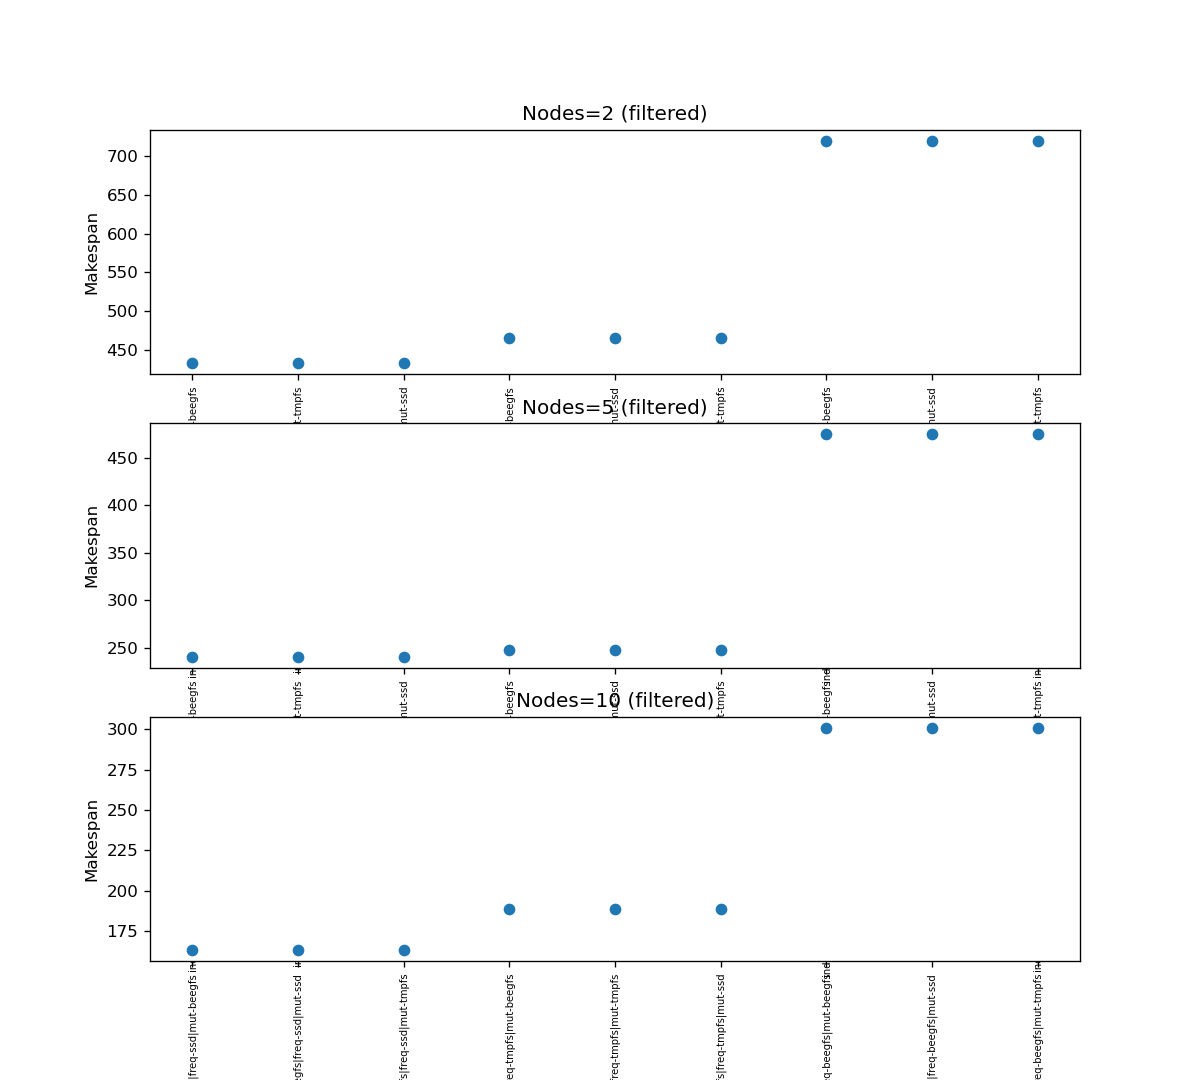 Nodes=2 (filtered)
Makespan
700
650
600
550
500
450
-beegfs
t-tmpfs
mut-ssd
beegfs
mut-ssd
t-tmpfs
-beegfs
mut-ssd
t-tmpfs
Nodes=5 (filtered)
Makespan
450
400
350
300
250
-beegfs
t-tmpfs
mut-ssd
beegfs
mut-ssd
t-tmpfs
-beegfs
mut-ssd
t-tmpfs
Nodes=10 (filtered)
Makespan
300
275
250
225
200
175
|freq-ssd|mut-beegfs
egfs|freq-ssd|mut-ssd
fs|freq-ssd|mut-tmpfs
req-tmpfs|mut-beegfs
freq-tmpfs|mut-tmpfs
fs|freq-tmpfs|mut-ssd
eq-beegfs|mut-beegfs
|freq-beegfs|mut-ssd
eq-beegfs|mut-tmpfs